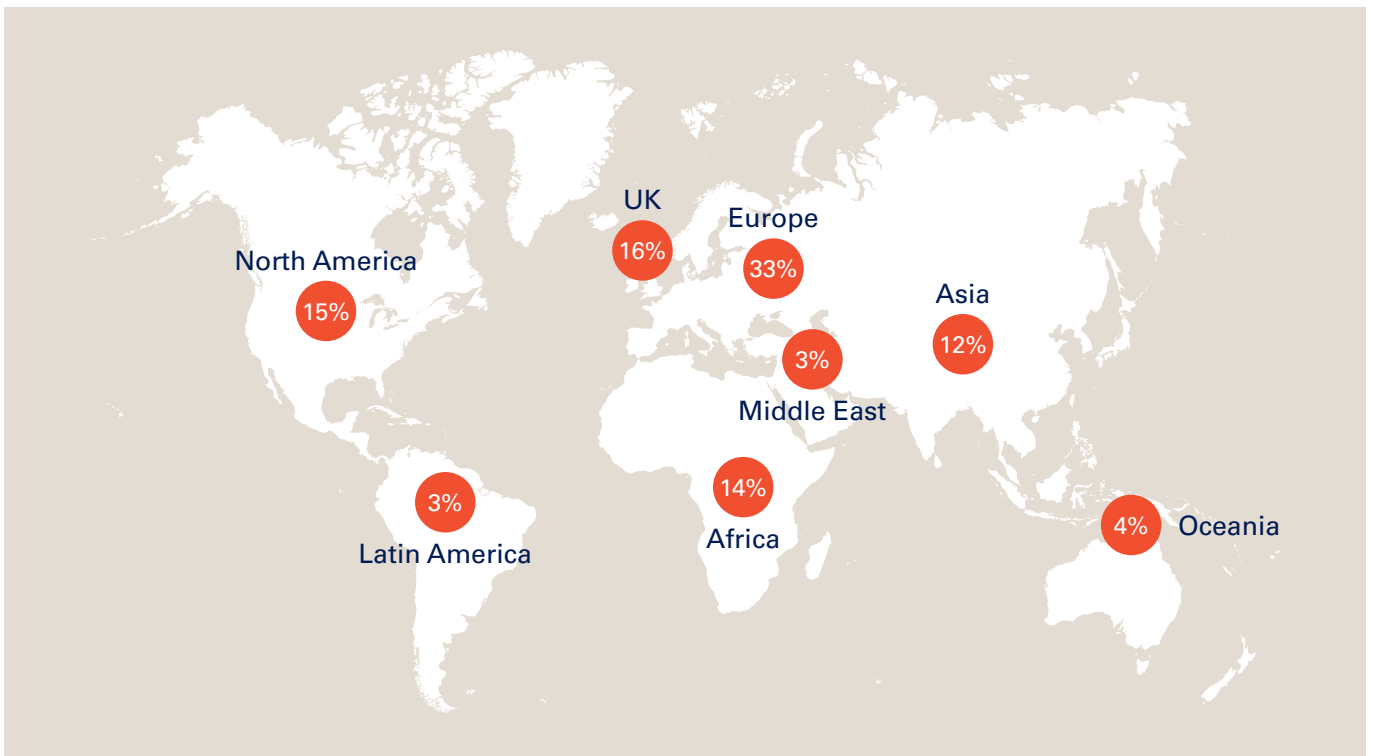 UK
16%
Europe
33%
North America
15%
Asia
12%
3%
Middle East
3%
Latin America
14%
Africa
4%
Oceania